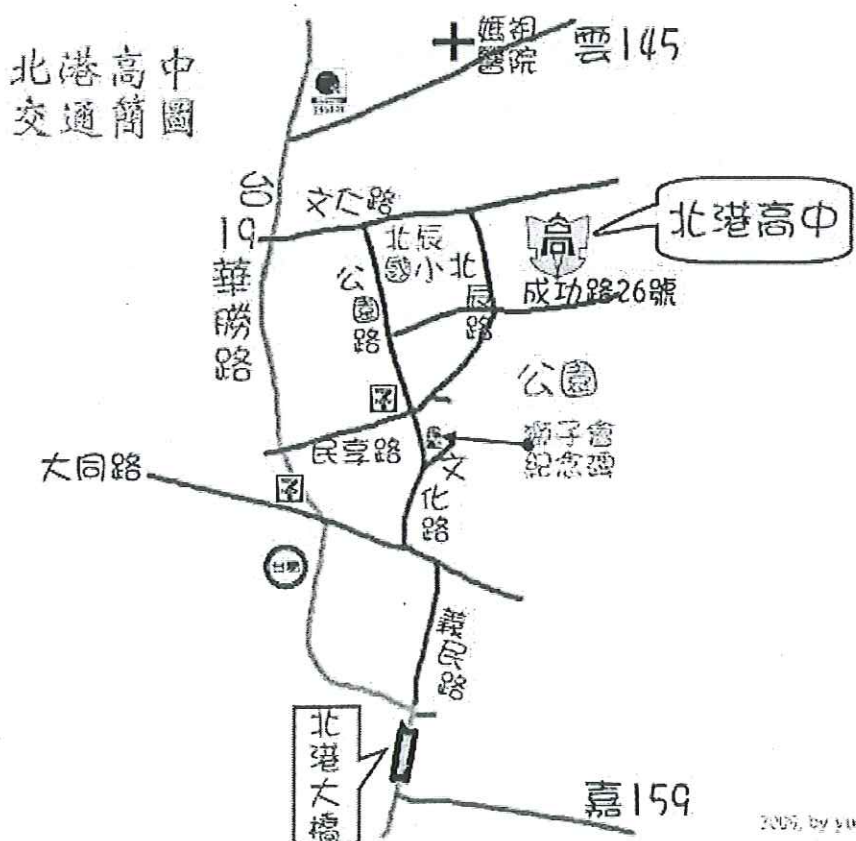 北港高中
交通簡圖
媽祖
醫院
雲145
19
文仁路
北港高中
北辰
國小
北辰路
成功路26號
華勝路
公園路
公園
獅子會
紀念碑
民享路
大同路
文化路
義民路
北港大橋
嘉159